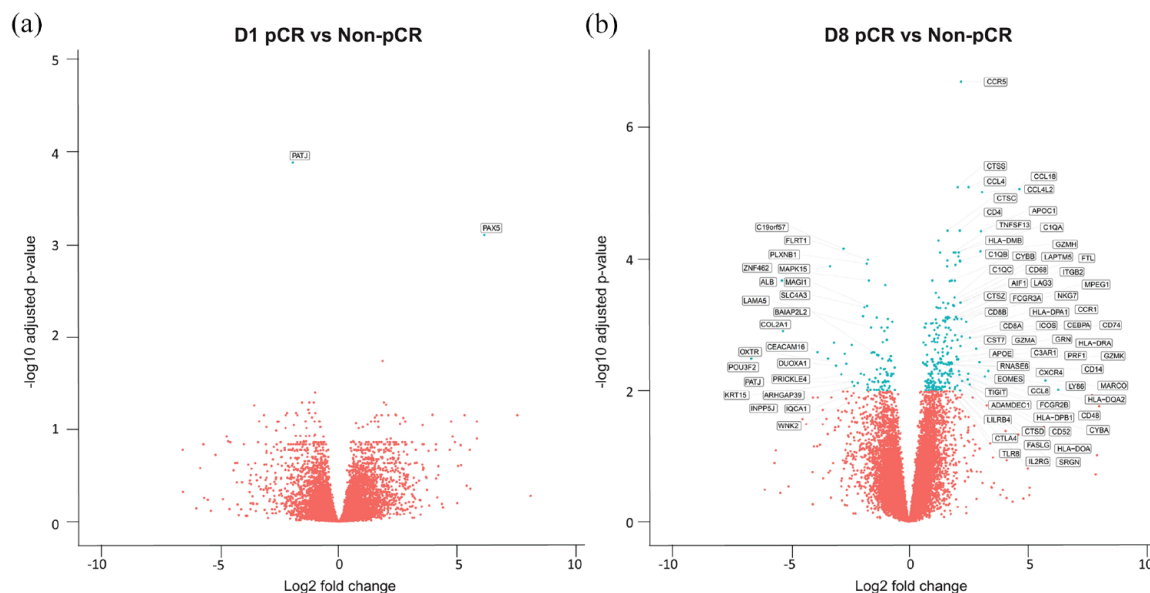 (a)
D1 pCR vs Non-pCR
5
4
3
2
1
0
-log10 adjusted p-value
PATJ
PAX5
-10
-5
0
5
10
Log2 fold change
(b)
D8 pCR vs Non-pCR
6
4
2
0
-log10 adjusted p-value
CCR5
CTSS
CCL18
CCL4
CCL4L2
CTSC
CD4
APOC1
TNFSF13
C1QA
C19orf57
FLRT1
HLA-DMB
GZMH
PLXNB1
C1QB
CYBB
LAPTM5
FTL
ZNF462
MAPK15
C1QC
CD68
ITGB2
ALB
MAGI1
AIF1
LAG3
MPEG1
SLC4A3
CTSZ
FCGR3A
NKG7
LAMA5
BAIAP2L2
CD8B
HLA-DPA1
CCR1
COL2A1
CD8A
ICOS
CEBPA
CD74
CEACAM16
CST7
GZMA
GRN
HLA-DRA
OXTR
APOE
C3AR1
PRF1
GZMK
POU3F2
DUOXA1
RNASE6
CD14
PATJ
PRICKLE4
EOMES
CXCR4
KRT15
ARHGAP39
TIGIT
CCL8
LY86
MARCO
INPP5J
IQCA1
ADAMDEC1
FCGR2B
HLA-DQA2
WNK2
LILRB4
HLA-DPB1
CD48
CTLA4
CTSD
CD52
CYBA
TLR8
FASLG
HLA-DOA
IL2RG
SRGN
-10
-5
0
5
10
Log2 fold change